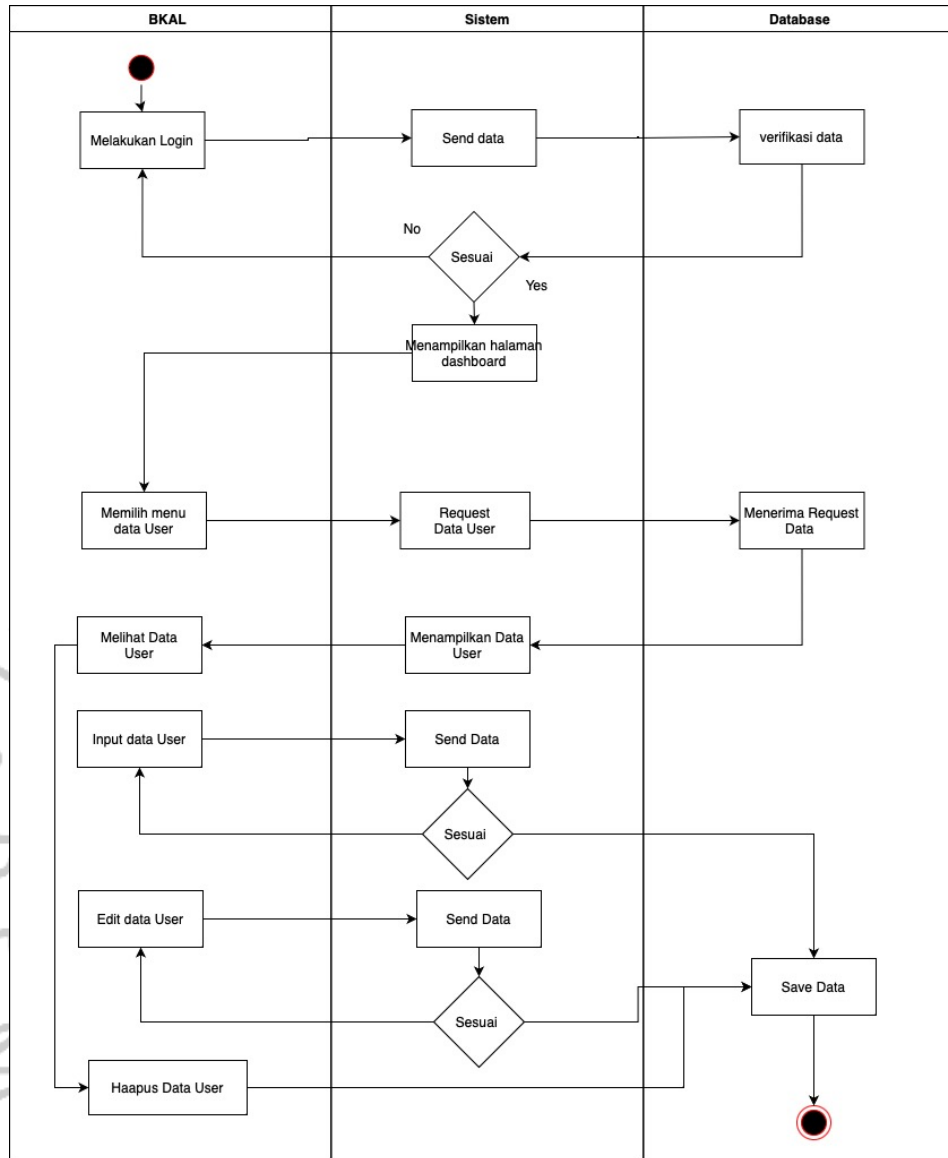 BKAL
Sistem
Database
Melakukan Login
Send data
verifikasi data
No
Sesuai
Yes
Menampilkan halaman
dashboard
Memilih menu
data User
Request
Data User
Menerima Request
Data
Melihat Data
User
Menampilkan Data
User
Input data User
Send Data
Sesuai
Edit data User
Send Data
Sesuai
Save Data
Haapus Data User